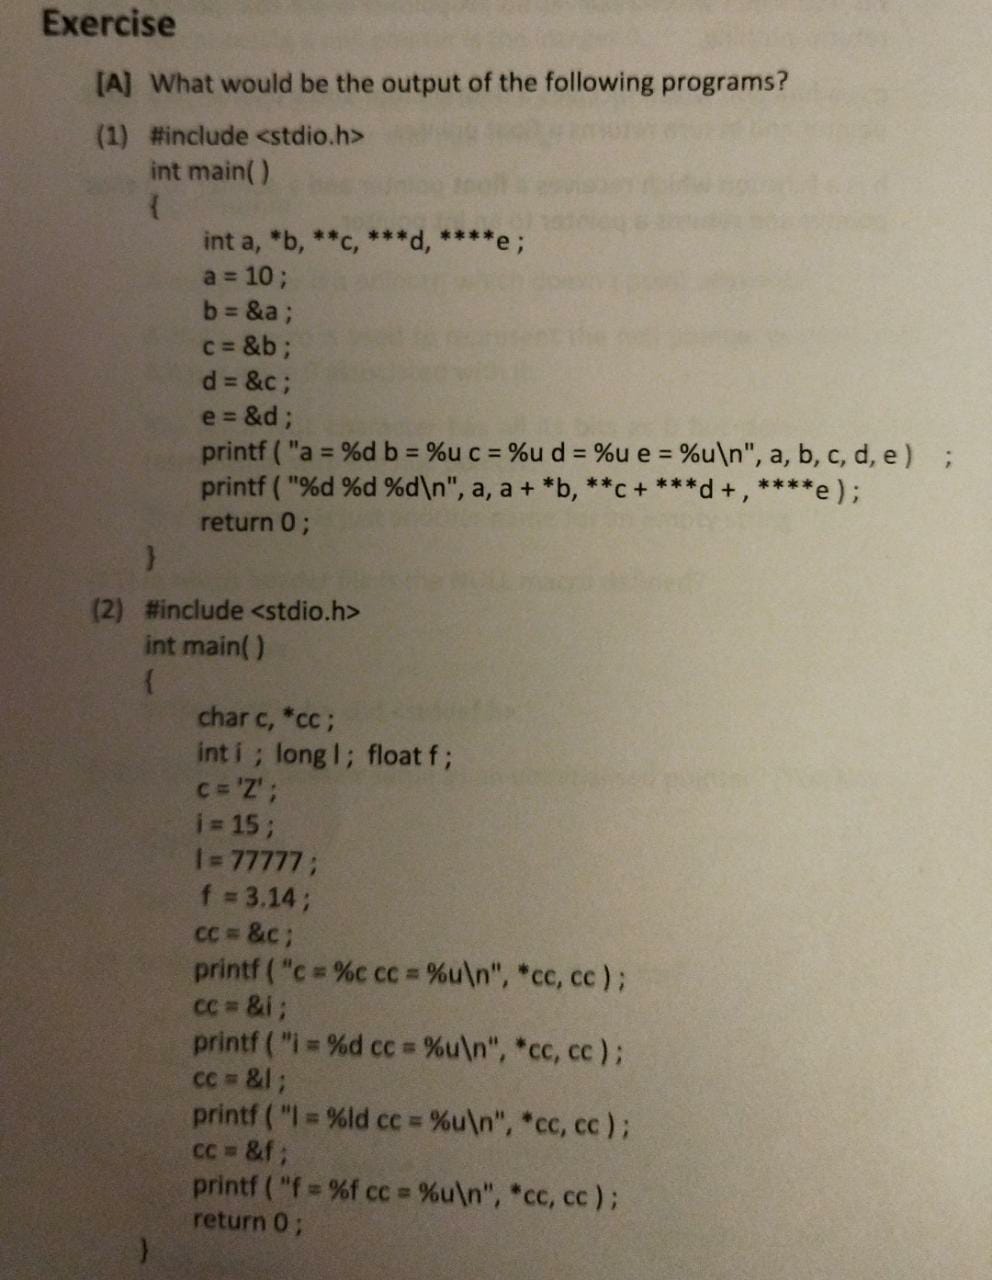 Exercise
[A] What would be the output of the following programs?
(1) #include <stdio.h>
int main( )
{
int a, *b, **c, ***d, ****e ;
a = 10 ;
b = &a ;
c = &b ;
d = &c ;
e = &d ;
printf ( "a = %d b = %u c = %u d = %u e = %u\n", a, b, c, d, e ) ;
printf ( "%d %d %d\n", a, a + *b, **c + ***d + , ****e ) ;
return 0 ;
}
(2) #include <stdio.h>
int main( )
{
char c, *cc ;
int i ; long l ; float f ;
c = 'Z' ;
i = 15 ;
l = 77777 ;
f = 3.14 ;
cc = &c ;
printf ( "c = %c cc = %u\n", *cc, cc ) ;
cc = &i ;
printf ( "i = %d cc = %u\n", *cc, cc ) ;
cc = &l ;
printf ( "l = %ld cc = %u\n", *cc, cc ) ;
cc = &f ;
printf ( "f = %f cc = %u\n", *cc, cc ) ;
return 0 ;
}